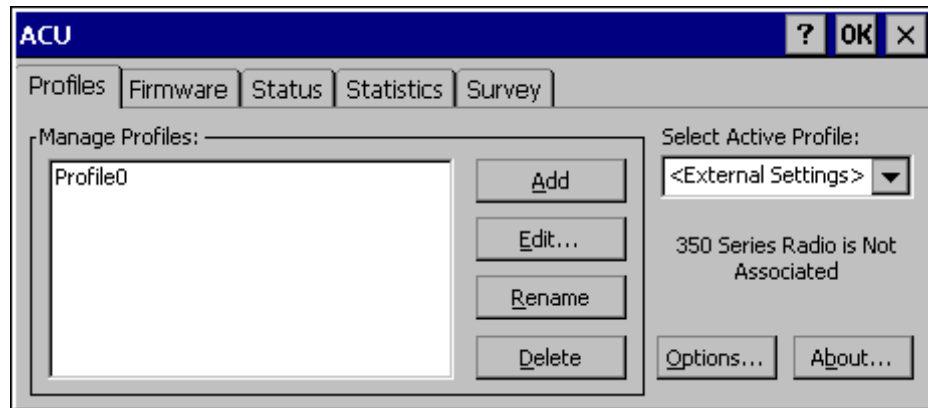 ACU ? OK ×
Profiles Firmware Status Statistics Survey
Manage Profiles:
Profile0
Add
Edit...
Rename
Delete
Select Active Profile:
<External Settings>
350 Series Radio is Not
Associated
Options... About...